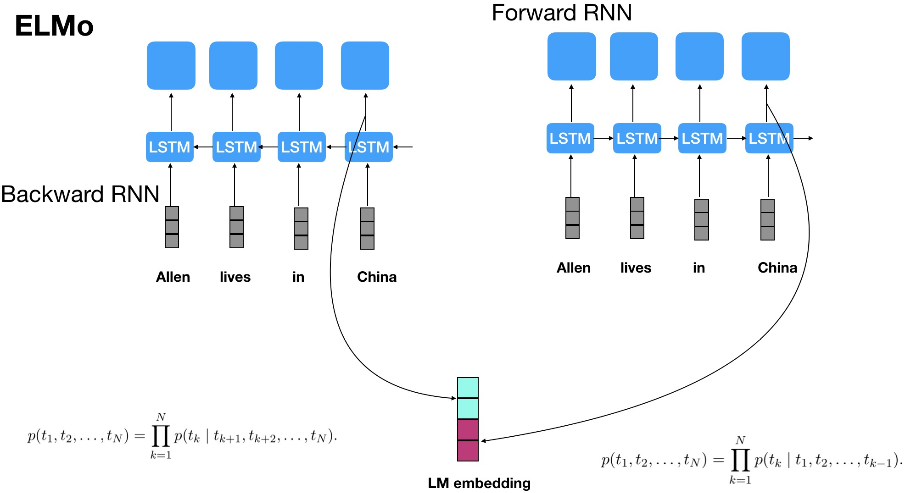 ELMo
Forward RNN
LSTM LSTM LSTM LSTM
LSTM LSTM LSTM LSTM
Backward RNN
Allen lives in China
Allen lives in China
p(t_1, t_2, \ldots, t_N) = \prod_{k=1}^{N} p(t_k \mid t_{k+1}, t_{k+2}, \ldots, t_N).
p(t_1, t_2, \ldots, t_N) = \prod_{k=1}^{N} p(t_k \mid t_1, t_2, \ldots, t_{k-1}).
LM embedding